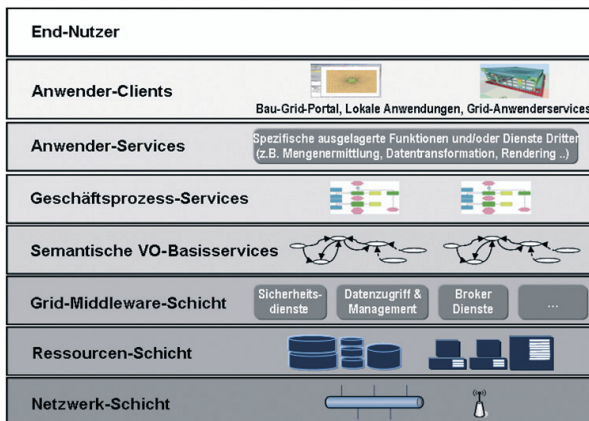 End-Nutzer
Anwender-Clients
Bau-Grid-Portal, Lokale Anwendungen, Grid-Anwenderservices
Anwender-Services
Spezifische ausgelagerte Funktionen und/oder Dienste Dritter
(z.B. Mengenermittlung, Datentransformation, Rendering ..)
Geschäftsprozess-Services
Semantische VO-Basisservices
Grid-Middleware-Schicht
Sicherheits-
dienste
Datenzugriff &
Management
Broker
Dienste
...
Ressourcen-Schicht
Netzwerk-Schicht